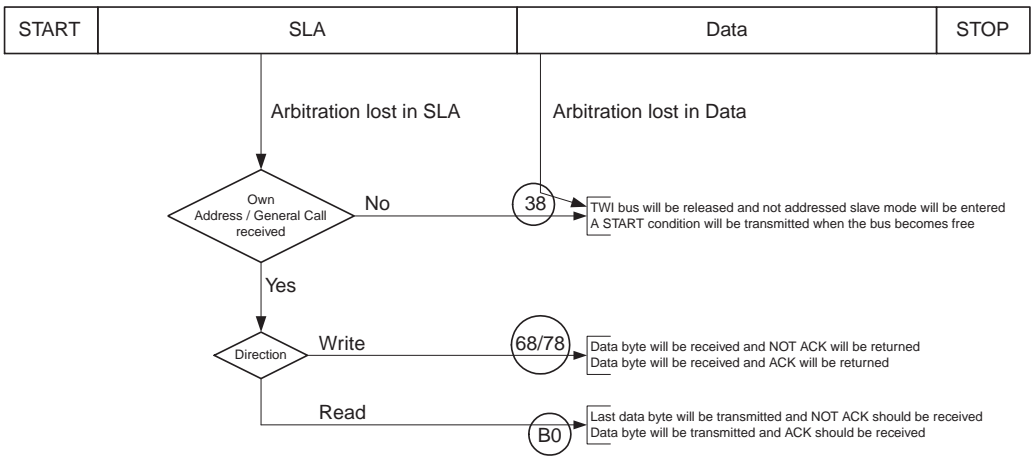 START SLA Data STOP
Arbitration lost in SLA Arbitration lost in Data
Own
Address / General Call
received
No
38
TWI bus will be released and not addressed slave mode will be entered
A START condition will be transmitted when the bus becomes free
Yes
Direction
Write
68/78
Data byte will be received and NOT ACK will be returned
Data byte will be received and ACK will be returned
Read
B0
Last data byte will be transmitted and NOT ACK should be received
Data byte will be transmitted and ACK should be received